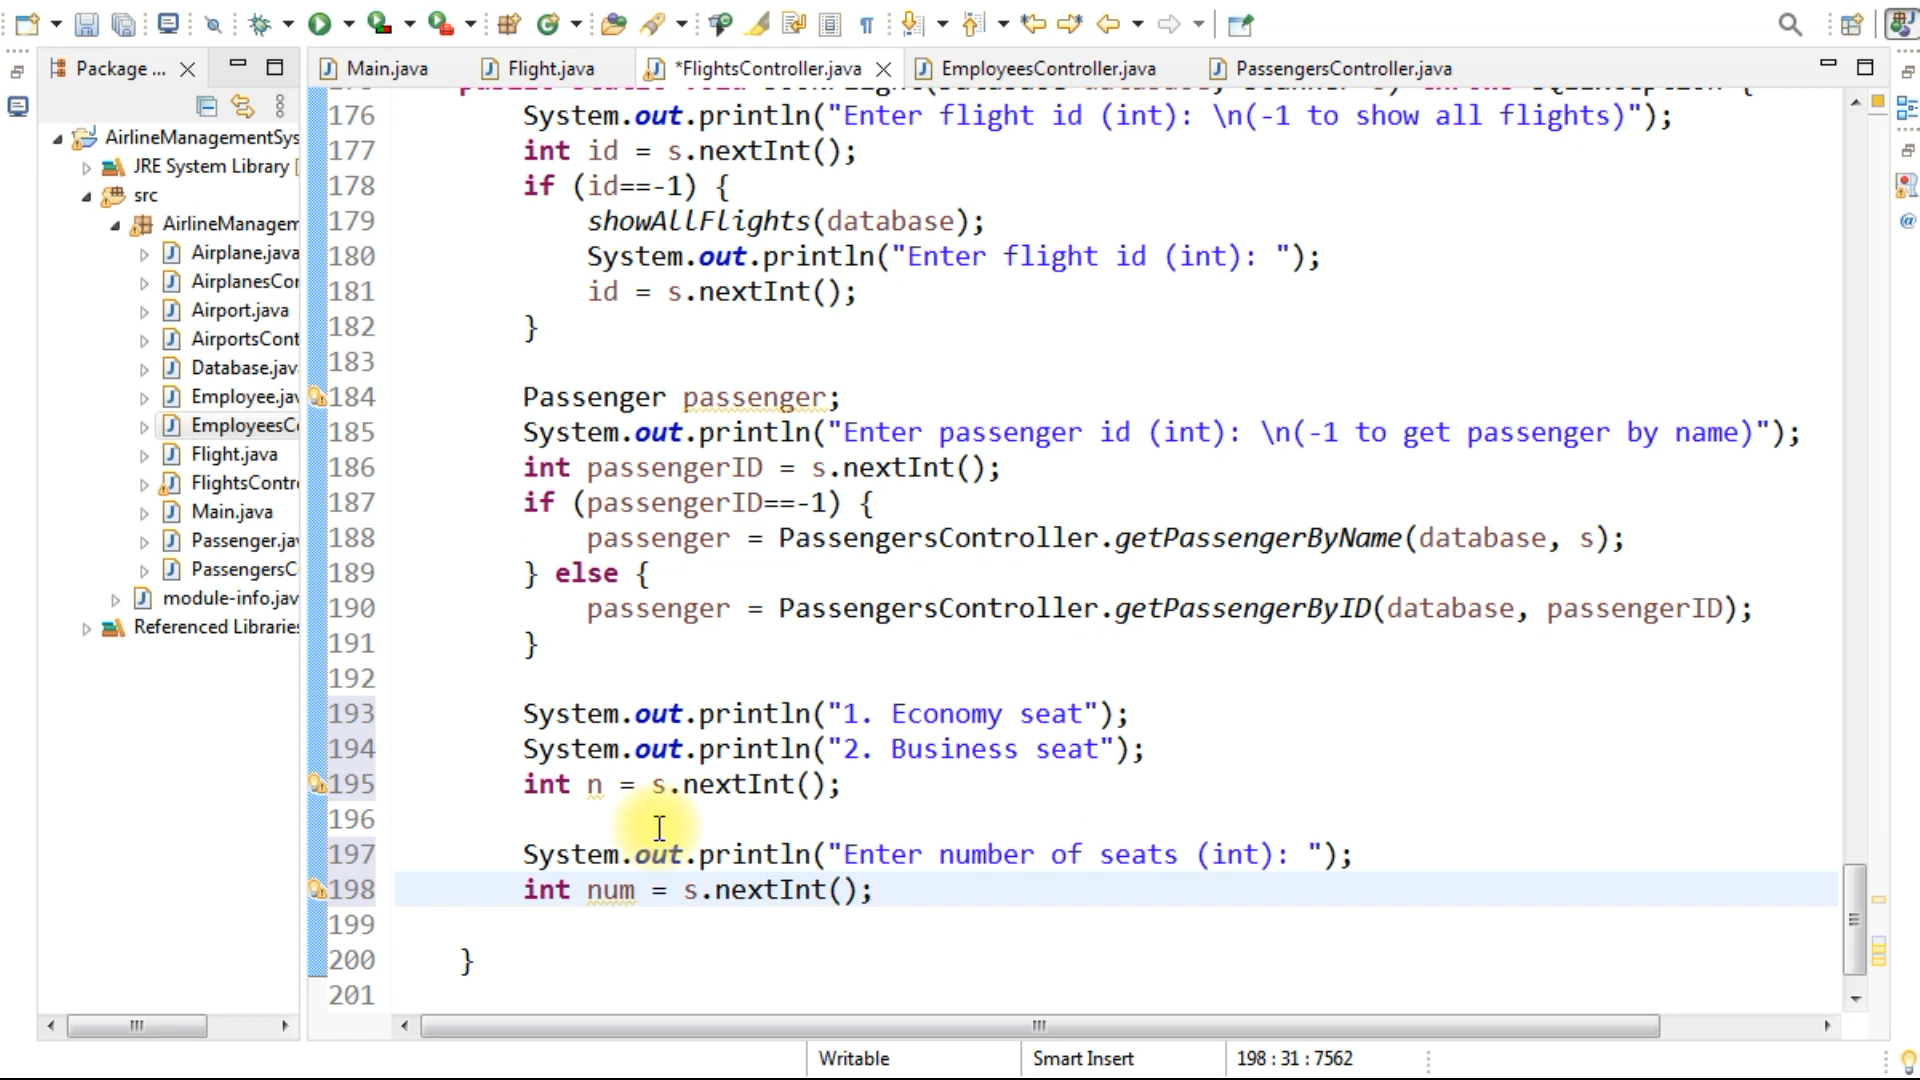 Package ...
Main.java
Flight.java
*FlightsController.java
EmployeesController.java
PassengersController.java
AirlineManagementSys
JRE System Library [
src
AirlineManagem
Airplane.java
AirplanesCor
Airport.java
AirportsCont
Database.jav
Employee.jav
EmployeesCo
Flight.java
FlightsContr
Main.java
Passenger.jav
PassengersC
module-info.jav
Referenced Libraries
176 System.out.println("Enter flight id (int): \n(-1 to show all flights)");
177 int id = s.nextInt();
178 if (id==-1) {
179 showAllFlights(database);
180 System.out.println("Enter flight id (int): ");
181 id = s.nextInt();
182 }
183
184 Passenger passenger;
185 System.out.println("Enter passenger id (int): \n(-1 to get passenger by name)");
186 int passengerID = s.nextInt();
187 if (passengerID==-1) {
188 passenger = PassengersController.getPassengerByName(database, s);
189 } else {
190 passenger = PassengersController.getPassengerByID(database, passengerID);
191 }
192
193 System.out.println("1. Economy seat");
194 System.out.println("2. Business seat");
195 int n = s.nextInt();
196
197 System.out.println("Enter number of seats (int): ");
198 int num = s.nextInt();
199
200 }
201
Writable
Smart Insert
198 : 31 : 7562